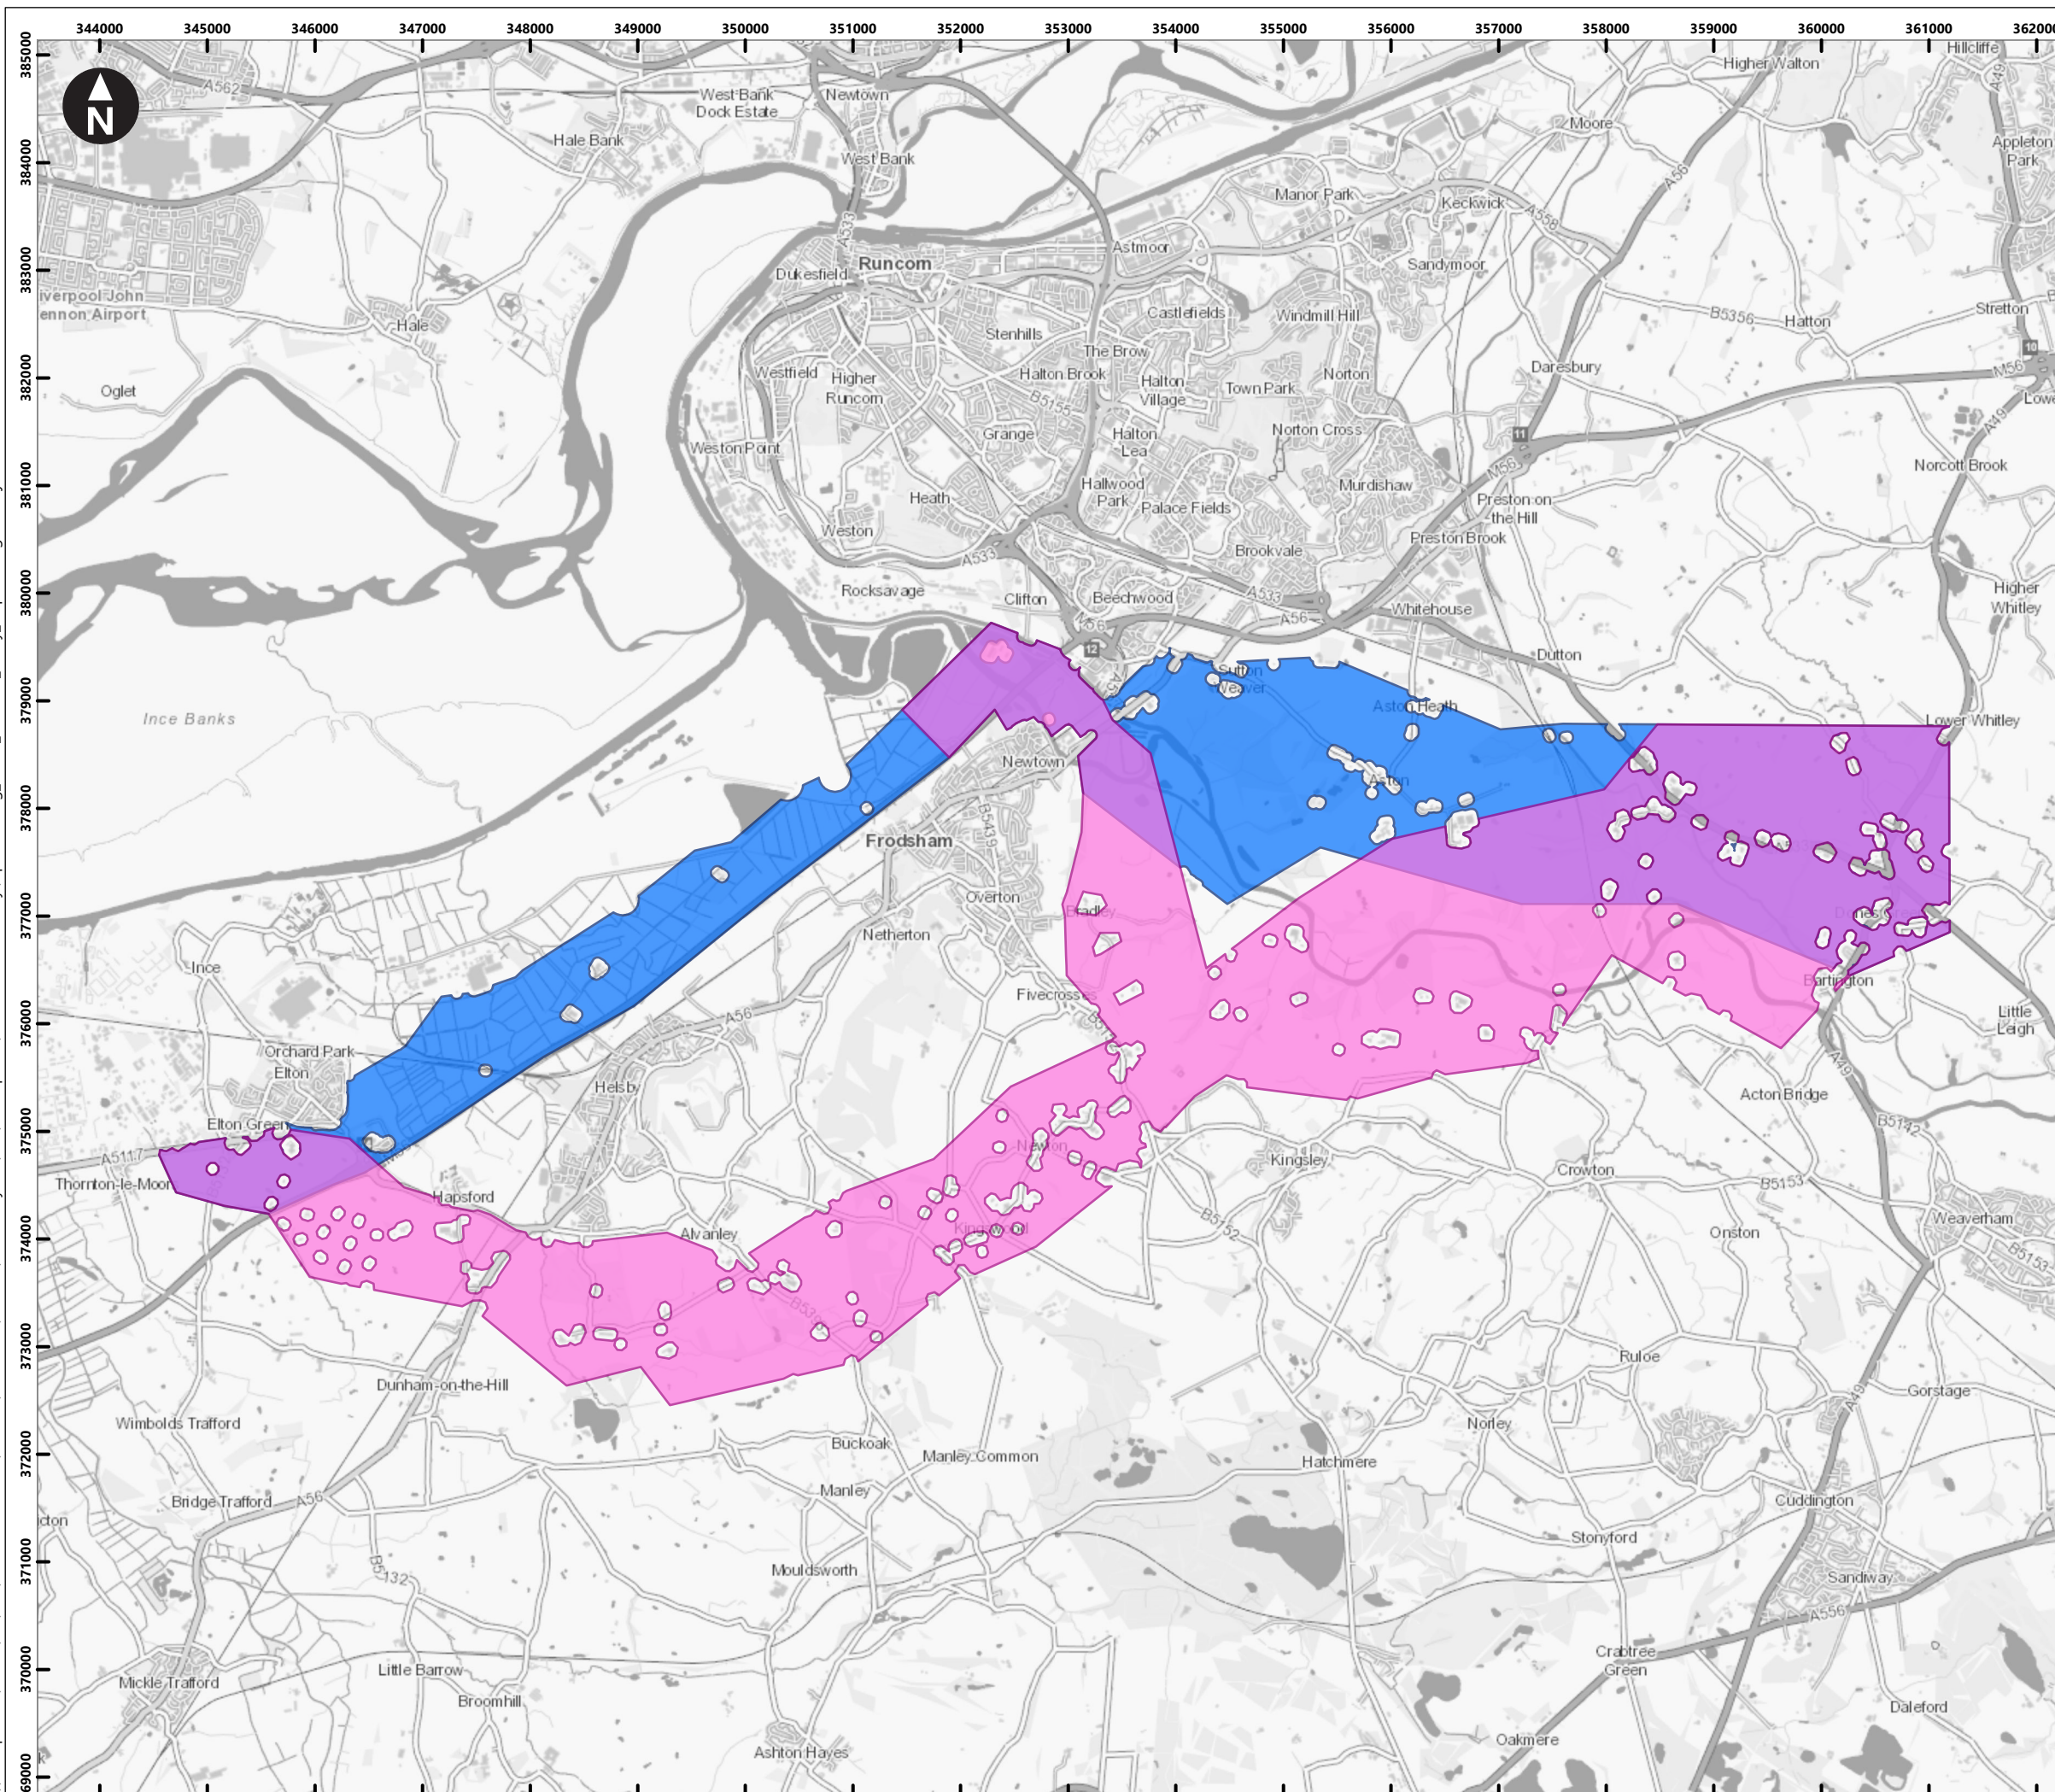 344000 345000 346000 347000 348000 349000 350000 351000 352000 353000 354000 355000 356000 357000 358000 359000 360000 361000
385000
384000
383000
382000
381000
380000
379000
378000
377000
376000
375000
374000
373000
372000
371000
370000
N
A562
West Bank
Dock Estate
Newtown
Hale Bank
West Bank
Higher Walton
Hillcliffe
A49
Moore
Appleton
Park
A56
Manor Park
Keckwick
A558
A533
Astmoor
Runcorn
Dukesfield
Sandymoor
Hale
Castlefields
Windmill Hill
B5356
Hatton
Stretton
Stenhills
The Brow
10
Daresbury
M56
Oglet
Westfield
Higher
Runcorn
Halton Brook
Halton
Village
Town Park
Norton
B5155
A49
Grange
Halton
Lea
Norton Cross
11
Weston Point
M56
Norcott Brook
Hallwood
Park
Murdishaw
Heath
Palace Fields
Preston on
the Hill
Weston
Preston Brook
A533
Brookvale
Rocksavage
Clifton
Beechwood
A533
Whitehouse
Higher
Whitley
M56
A56
12
Dutton
Sutton
Weaver
Ince Banks
Aston Heath
Lower Whitley
Newtown
Aston
B5439
Frodsham
Overton
Bradley
Netherton
Ince
Fivecrosses
Bartington
A56
Little
Leigh
Orchard Park
Elton
Helsby
A49
Acton Bridge
Elton Green
B5142
A5117
Newton
Kingsley
Thornton-le-Moor
Hapsford
Crowton
B5153
Kingswood
B5152
Alvanley
Onston
Weaverham
B5153
Ruloe
Dunham-on-the-Hill
Gorstage
A49
Wimbolds Trafford
Norley
Buckoak
Manley Common
Hatchmere
Manley
Bridge Trafford
A56
Cuddington
Stonyford
B5132
Mouldsworth
Sandiway
A556
Crabtree
Green
Mickle Trafford
Little Barrow
Broomhill
Daleford
Ashton Hayes
Oakmere